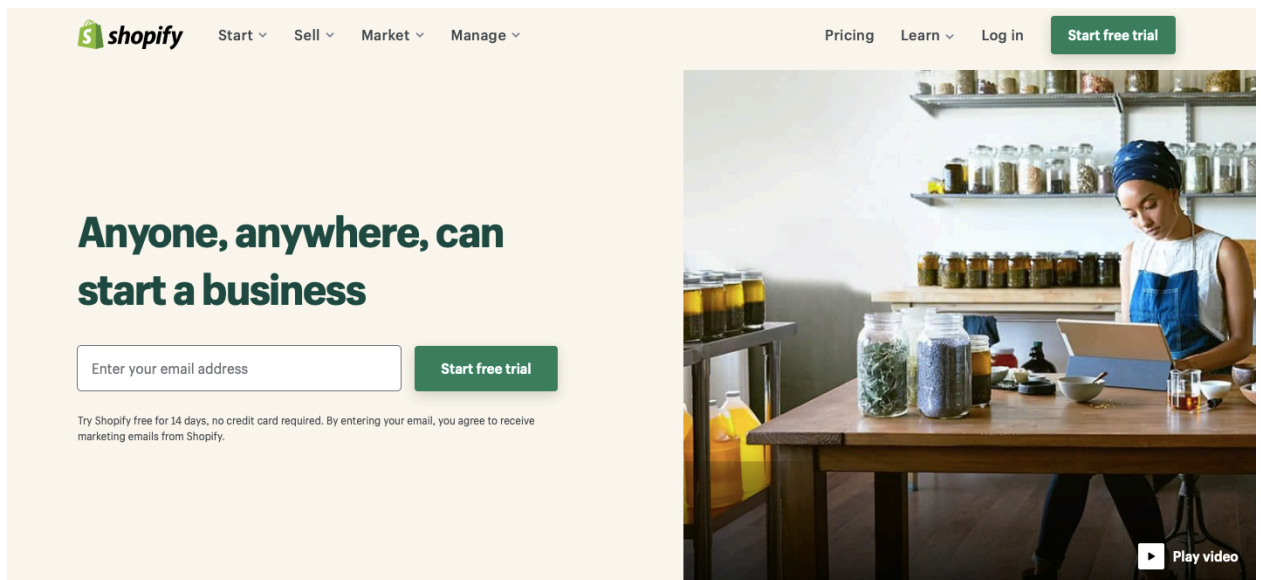 shopify
Start
Sell
Market
Manage
Pricing
Learn
Log in
Start free trial
Anyone, anywhere, can
start a business
Enter your email address
Start free trial
Try Shopify free for 14 days, no credit card required. By entering your email, you agree to receive
marketing emails from Shopify.
Play video